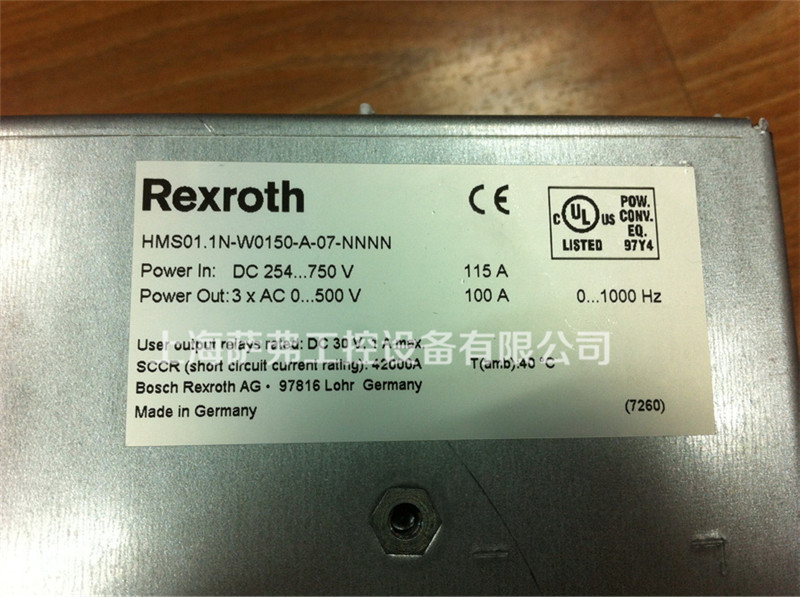 Rexroth
CE
C UL US
LISTED
POW.
CONV.
EQ.
97Y4
HMS01.1N-W0150-A-07-NNNN
Power In: DC 254...750 V 115 A
Power Out: 3 x AC 0...500 V 100 A 0...1000 Hz
User output relays rated: DC 30 V, A max.
上海萨弗工控设备有限公司
SCCR (short circuit current rating): 42000A T(amb):40 °C
Bosch Rexroth AG • 97816 Lohr Germany
Made in Germany (7260)